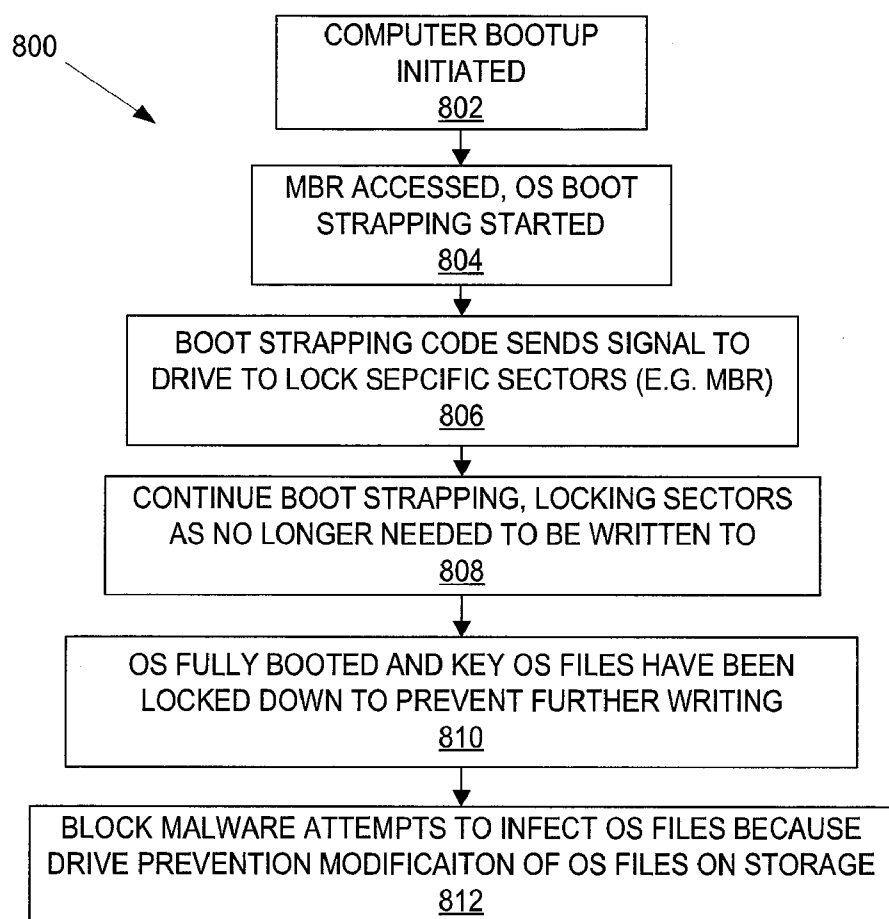 800
COMPUTER BOOTUP
INITIATED
802
MBR ACCESSED, OS BOOT
STRAPPING STARTED
804
BOOT STRAPPING CODE SENDS SIGNAL TO
DRIVE TO LOCK SEPCIFIC SECTORS (E.G. MBR)
806
CONTINUE BOOT STRAPPING, LOCKING SECTORS
AS NO LONGER NEEDED TO BE WRITTEN TO
808
OS FULLY BOOTED AND KEY OS FILES HAVE BEEN
LOCKED DOWN TO PREVENT FURTHER WRITING
810
BLOCK MALWARE ATTEMPTS TO INFECT OS FILES BECAUSE
DRIVE PREVENTION MODIFICAITON OF OS FILES ON STORAGE
812